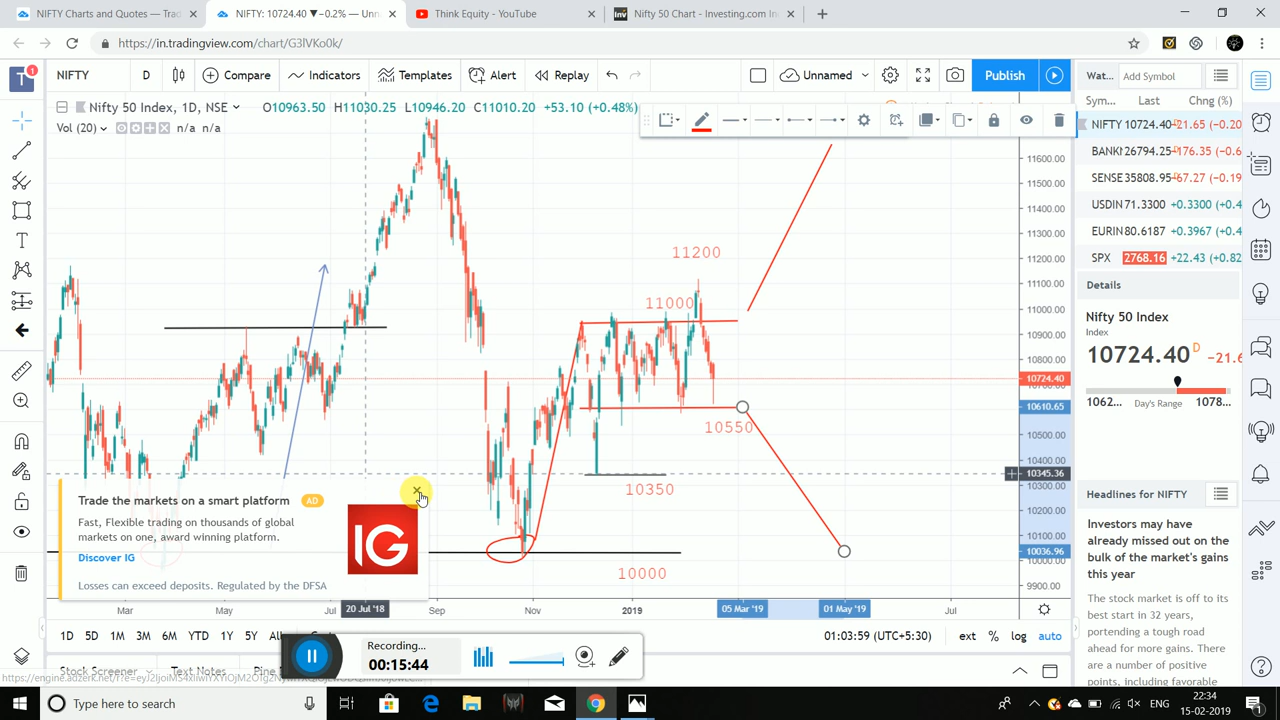 NIFTY Charts and Quotes — Trad
NIFTY: 10724.40 ▼−0.2% — Unna
Think Equity - YouTube
Nifty 50 Chart - Investing.com Ind
https://in.tradingview.com/chart/G3lVKo0k/
NIFTY D Compare Indicators Templates Alert Replay Unnamed Publish
Nifty 50 Index, 1D, NSE O10963.50 H11030.25 L10946.20 C11010.20 +53.10 (+0.48%)
Vol (20) n/a n/a
11600.00
11500.00
11400.00
11300.00
11200.00
11100.00
11000.00
10900.00
10800.00
10724.40
10610.65
10500.00
10400.00
10345.36
10300.00
10200.00
10100.00
10036.96
9900.00
11200
11000
10550
10350
10000
Trade the markets on a smart platform AD
Fast, Flexible trading on thousands of global
markets on one, award winning platform.
Discover IG
Losses can exceed deposits. Regulated by the DFSA
IG
Mar May Jul 20 Jul '18 Sep Nov 2019 05 Mar '19 01 May '19 Jul
1D 5D 1M 3M 6M YTD 1Y 5Y All
01:03:59 (UTC+5:30) ext % log auto
Recording...
00:15:44
Stock Screener Text Notes
Wat... Add Symbol
Sym... Last Chng (%)
NIFTY 10724.40 -21.65 (-0.20
BANKI 26794.25 -176.35 (-0.6
SENSE 35808.95 -67.27 (-0.19
USDIN 71.3300 +0.3300 (+0.4
EURIN 80.6187 +0.3967 (+0.4
SPX 2768.16 +22.43 (+0.82
Details
Nifty 50 Index
Index
10724.40 D −21.6
1062... Day's Range 1078...
Headlines for NIFTY
Investors may have
already missed out on the
bulk of the market's gains
this year
The stock market is off to its
best start in 32 years,
portending a tough road
ahead for more gains. There
are a number of positive
points, including favorable
Type here to search
22:34
15-02-2019